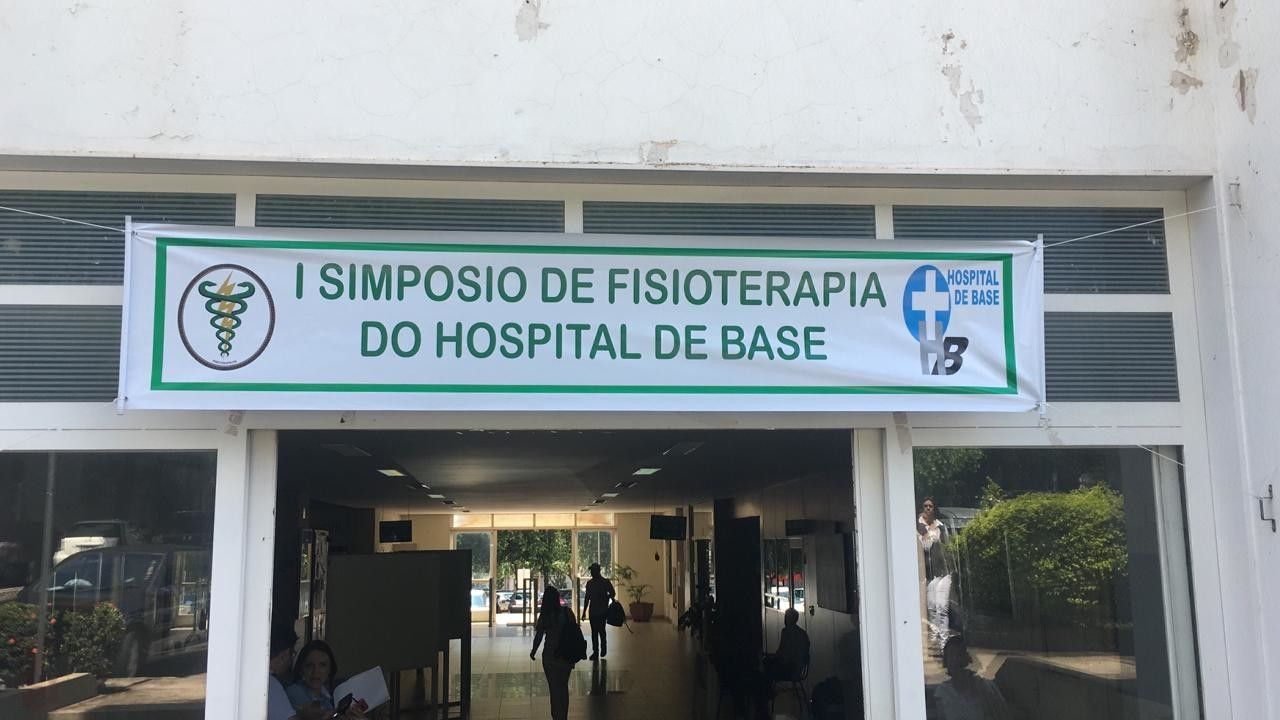 I SIMPOSIO DE FISIOTERAPIA
DO HOSPITAL DE BASE
HOSPITAL
DE BASE
HB